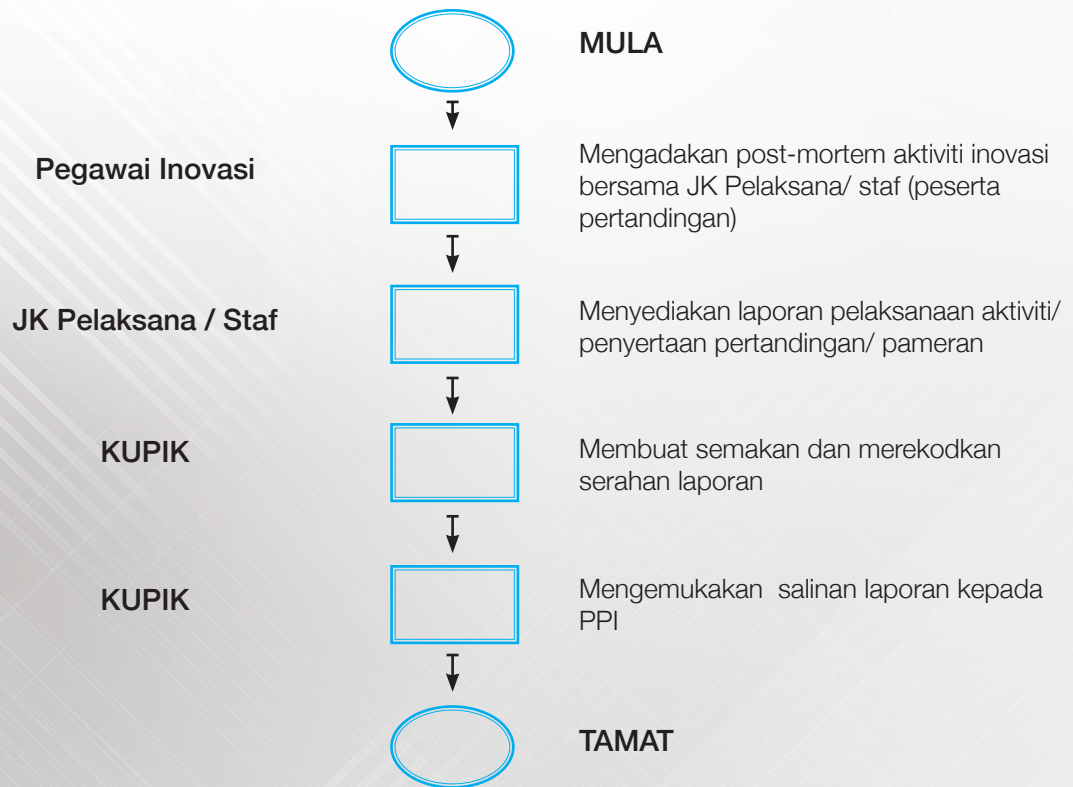 MULA
Pegawai Inovasi
Mengadakan post-mortem aktiviti inovasi
bersama JK Pelaksana/ staf (peserta
pertandingan)
JK Pelaksana / Staf
Menyediakan laporan pelaksanaan aktiviti/
penyertaan pertandingan/ pameran
KUPIK
Membuat semakan dan merekodkan
serahan laporan
KUPIK
Mengemukakan  salinan laporan kepada
PPI
TAMAT